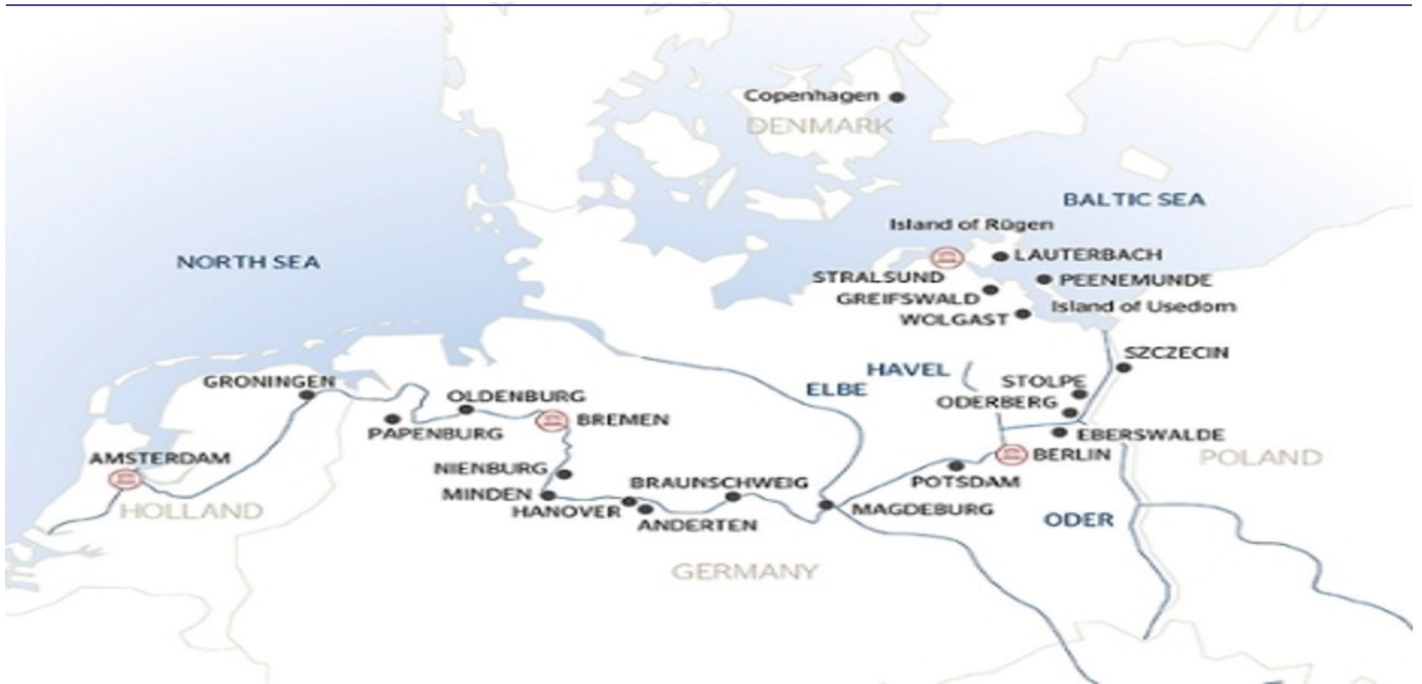 Copenhagen
DENMARK
BALTIC SEA
Island of Rügen
NORTH SEA
LAUTERBACH
STRALSUND
PEENEMUNDE
GREIFSWALD
Island of Usedom
WOLGAST
SZCZECIN
HAVEL
GRONINGEN
STOLPE
ELBE
OLDENBURG
ODERBERG
BREMEN
PAPENBURG
EBERSWALDE
AMSTERDAM
BERLIN
POLAND
NIENBURG
POTSDAM
BRAUNSCHWEIG
MINDEN
HOLLAND
HANOVER
MAGDEBURG
ODER
ANDERTEN
GERMANY